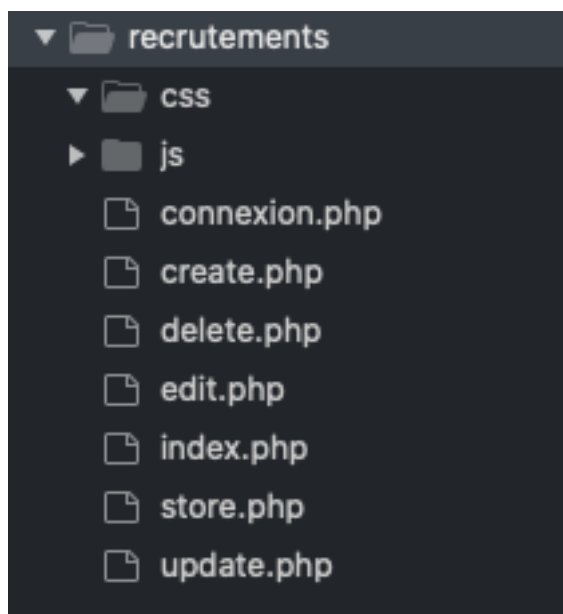 recrutements
css
js
connexion.php
create.php
delete.php
edit.php
index.php
store.php
update.php